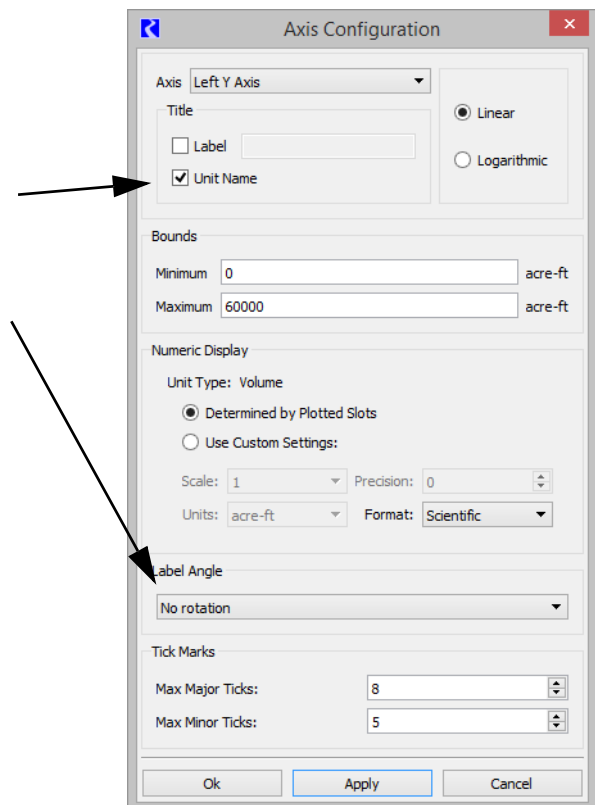 Axis Configuration
Axis Left Y Axis
Title
Label
Unit Name
Linear
Logarithmic
Bounds
Minimum 0 acre-ft
Maximum 60000 acre-ft
Numeric Display
Unit Type: Volume
Determined by Plotted Slots
Use Custom Settings:
Scale: 1 Precision: 0
Units: acre-ft Format: Scientific
Label Angle
No rotation
Tick Marks
Max Major Ticks: 8
Max Minor Ticks: 5
Ok Apply Cancel